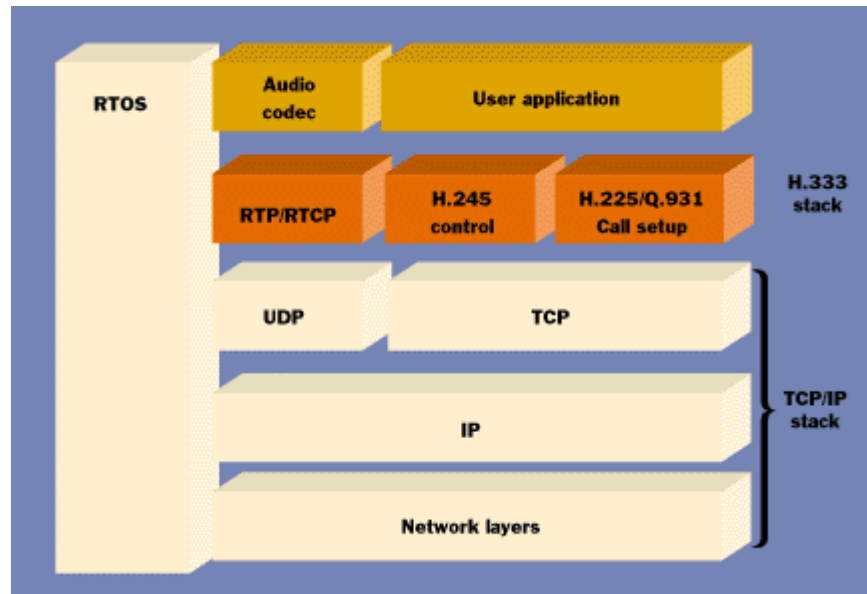 RTOS
Audio
codec
User application
RTP/RTCP
H.245
control
H.225/Q.931
Call setup
H.333
stack
UDP
TCP
IP
TCP/IP
stack
Network layers